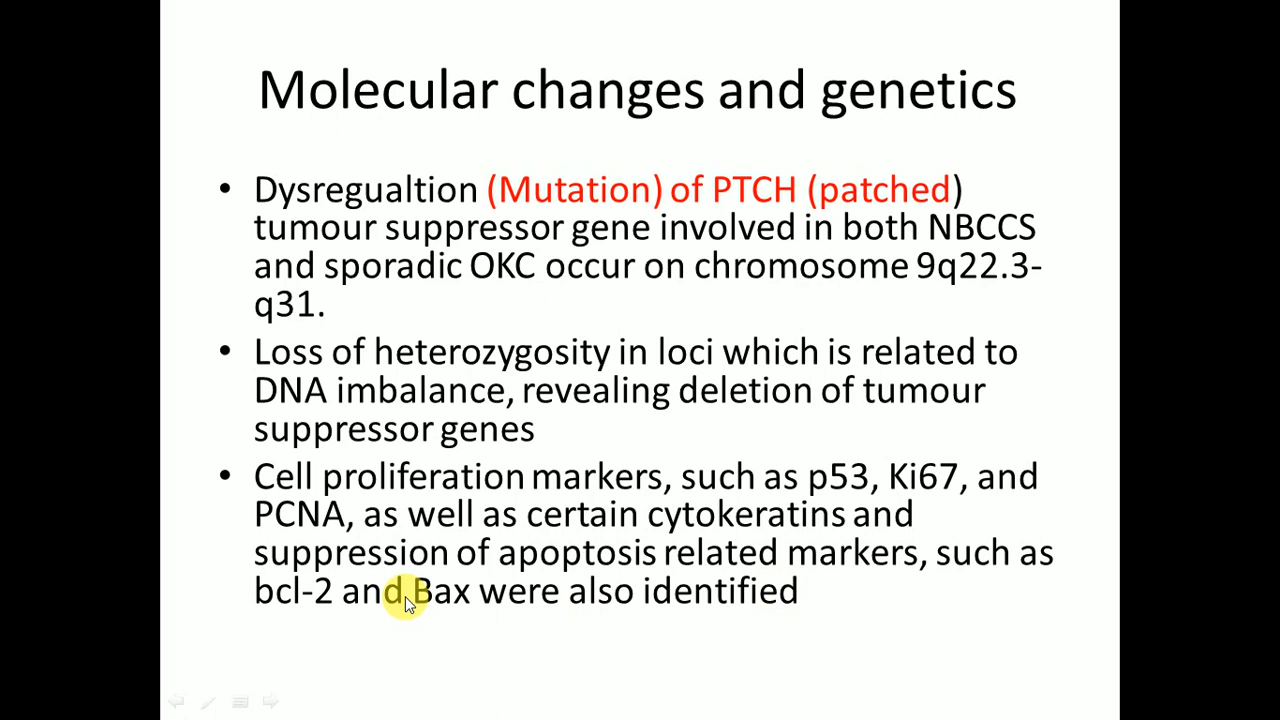 Molecular changes and genetics
• Dysregualtion (Mutation) of PTCH (patched)
tumour suppressor gene involved in both NBCCS
and sporadic OKC occur on chromosome 9q22.3-
q31.
• Loss of heterozygosity in loci which is related to
DNA imbalance, revealing deletion of tumour
suppressor genes
• Cell proliferation markers, such as p53, Ki67, and
PCNA, as well as certain cytokeratins and
suppression of apoptosis related markers, such as
bcl-2 and Bax were also identified